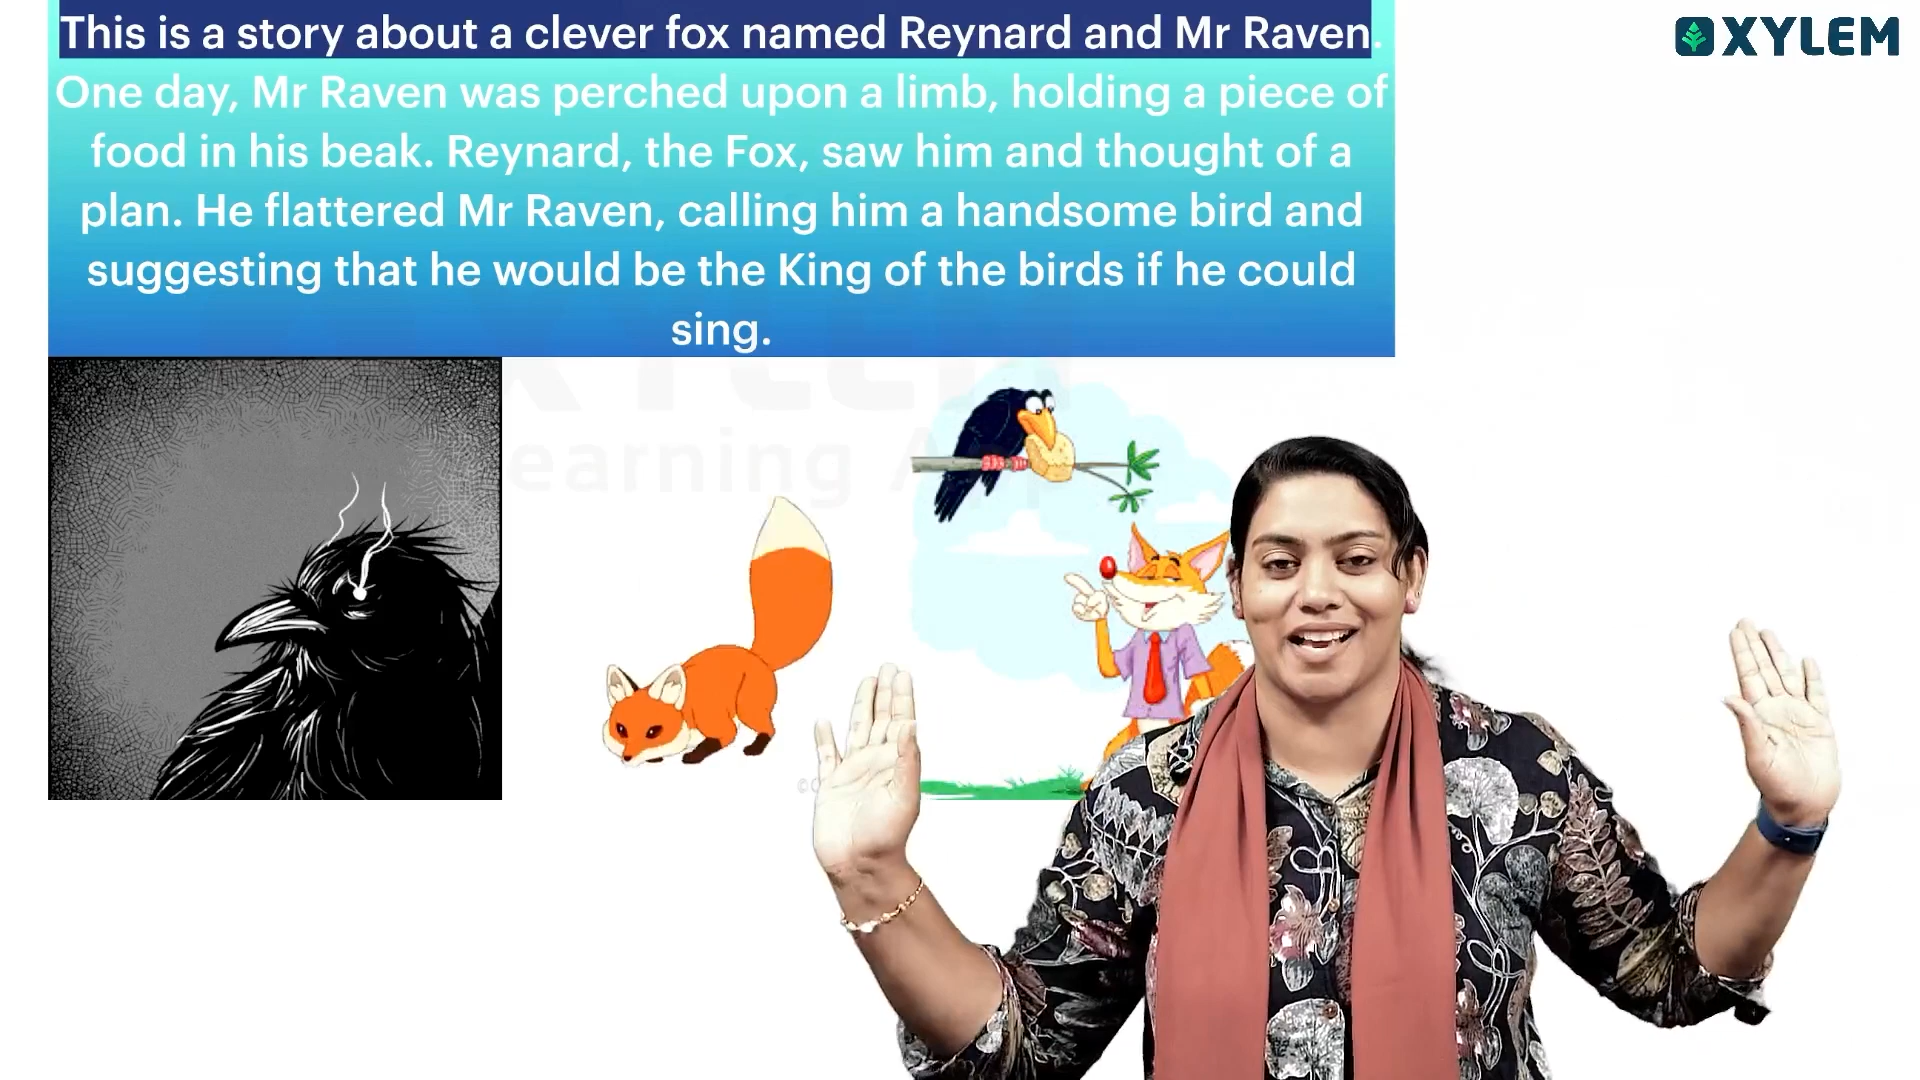 This is a story about a clever fox named Reynard and Mr Raven.
One day, Mr Raven was perched upon a limb, holding a piece of
food in his beak. Reynard, the Fox, saw him and thought of a
plan. He flattered Mr Raven, calling him a handsome bird and
suggesting that he would be the King of the birds if he could
sing.
XYLEM